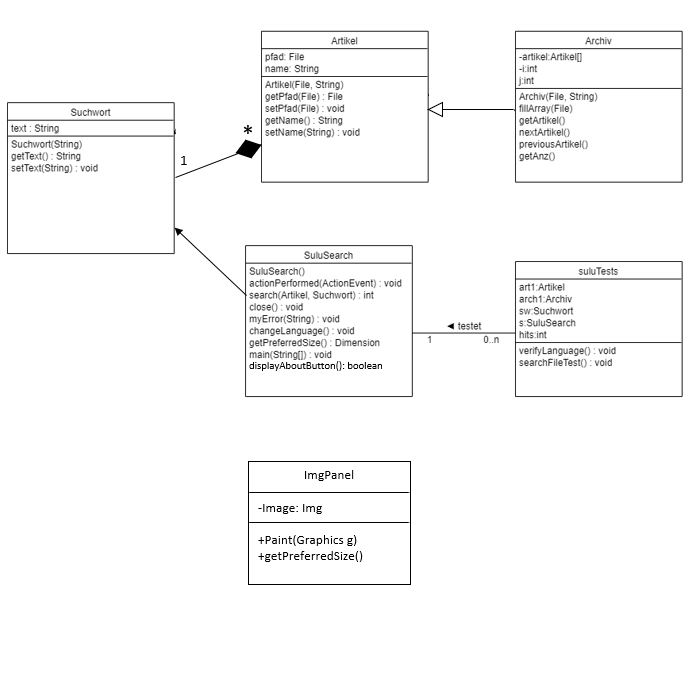 Artikel
pfad: File
name: String
Artikel(File, String)
getPfad(File) : File
setPfad(File) : void
getName() : String
setName(String) : void
Archiv
-artikel:Artikel[]
-i:int
j:int
Archiv(File, String)
fillArray(File)
getArtikel()
nextArtikel()
previousArtikel()
getAnz()
Suchwort
text : String
Suchwort(String)
getText() : String
setText(String) : void
*
1
SuluSearch
SuluSearch()
actionPerformed(ActionEvent) : void
search(Artikel, Suchwort) : int
close() : void
myError(String) : void
changeLanguage() : void
getPreferredSize() : Dimension
main(String[]) : void
displayAboutButton(): boolean
◄ testet
1
0..n
suluTests
art1:Artikel
arch1:Archiv
sw:Suchwort
s:SuluSearch
hits:int
verifyLanguage() : void
searchFileTest() : void
ImgPanel
-Image: Img
+Paint(Graphics g)
+getPreferredSize()